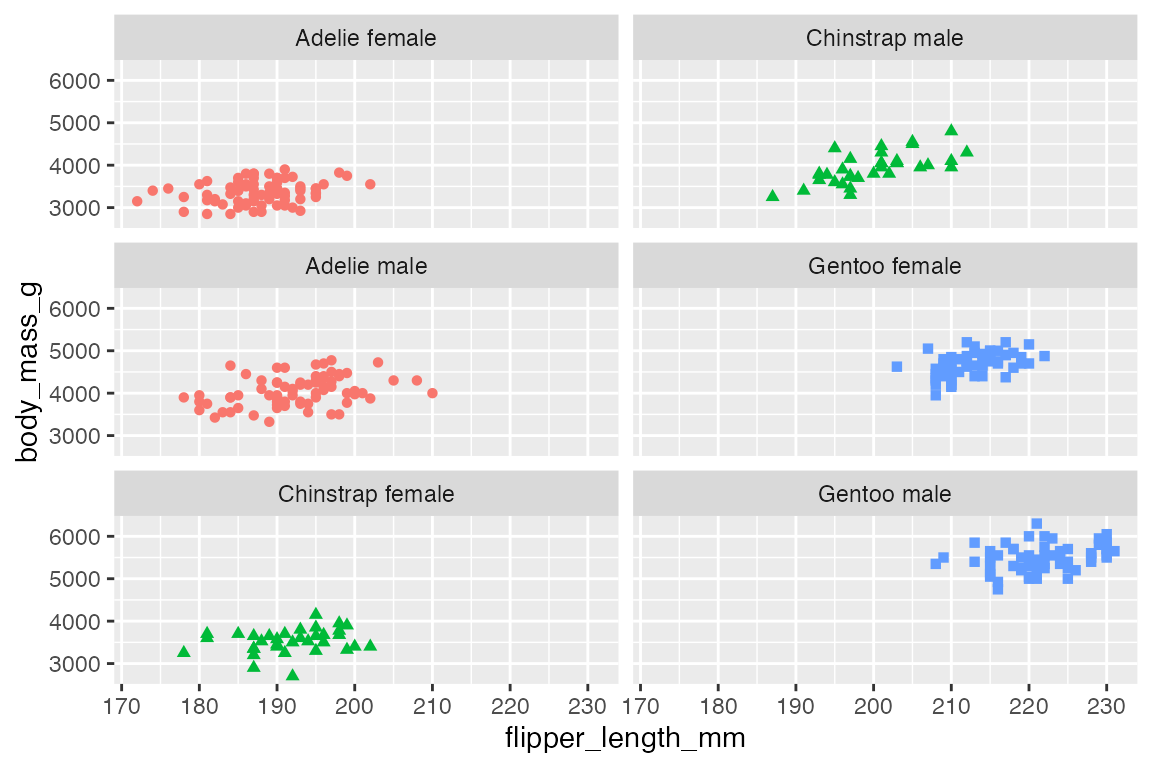 Adelie female
Chinstrap male
6000
5000
4000
3000
Adelie male
Gentoo female
6000
5000
4000
3000
Chinstrap female
Gentoo male
6000
5000
4000
3000
170 180 190 200 210 220 230
170 180 190 200 210 220 230
flipper_length_mm
body_mass_g